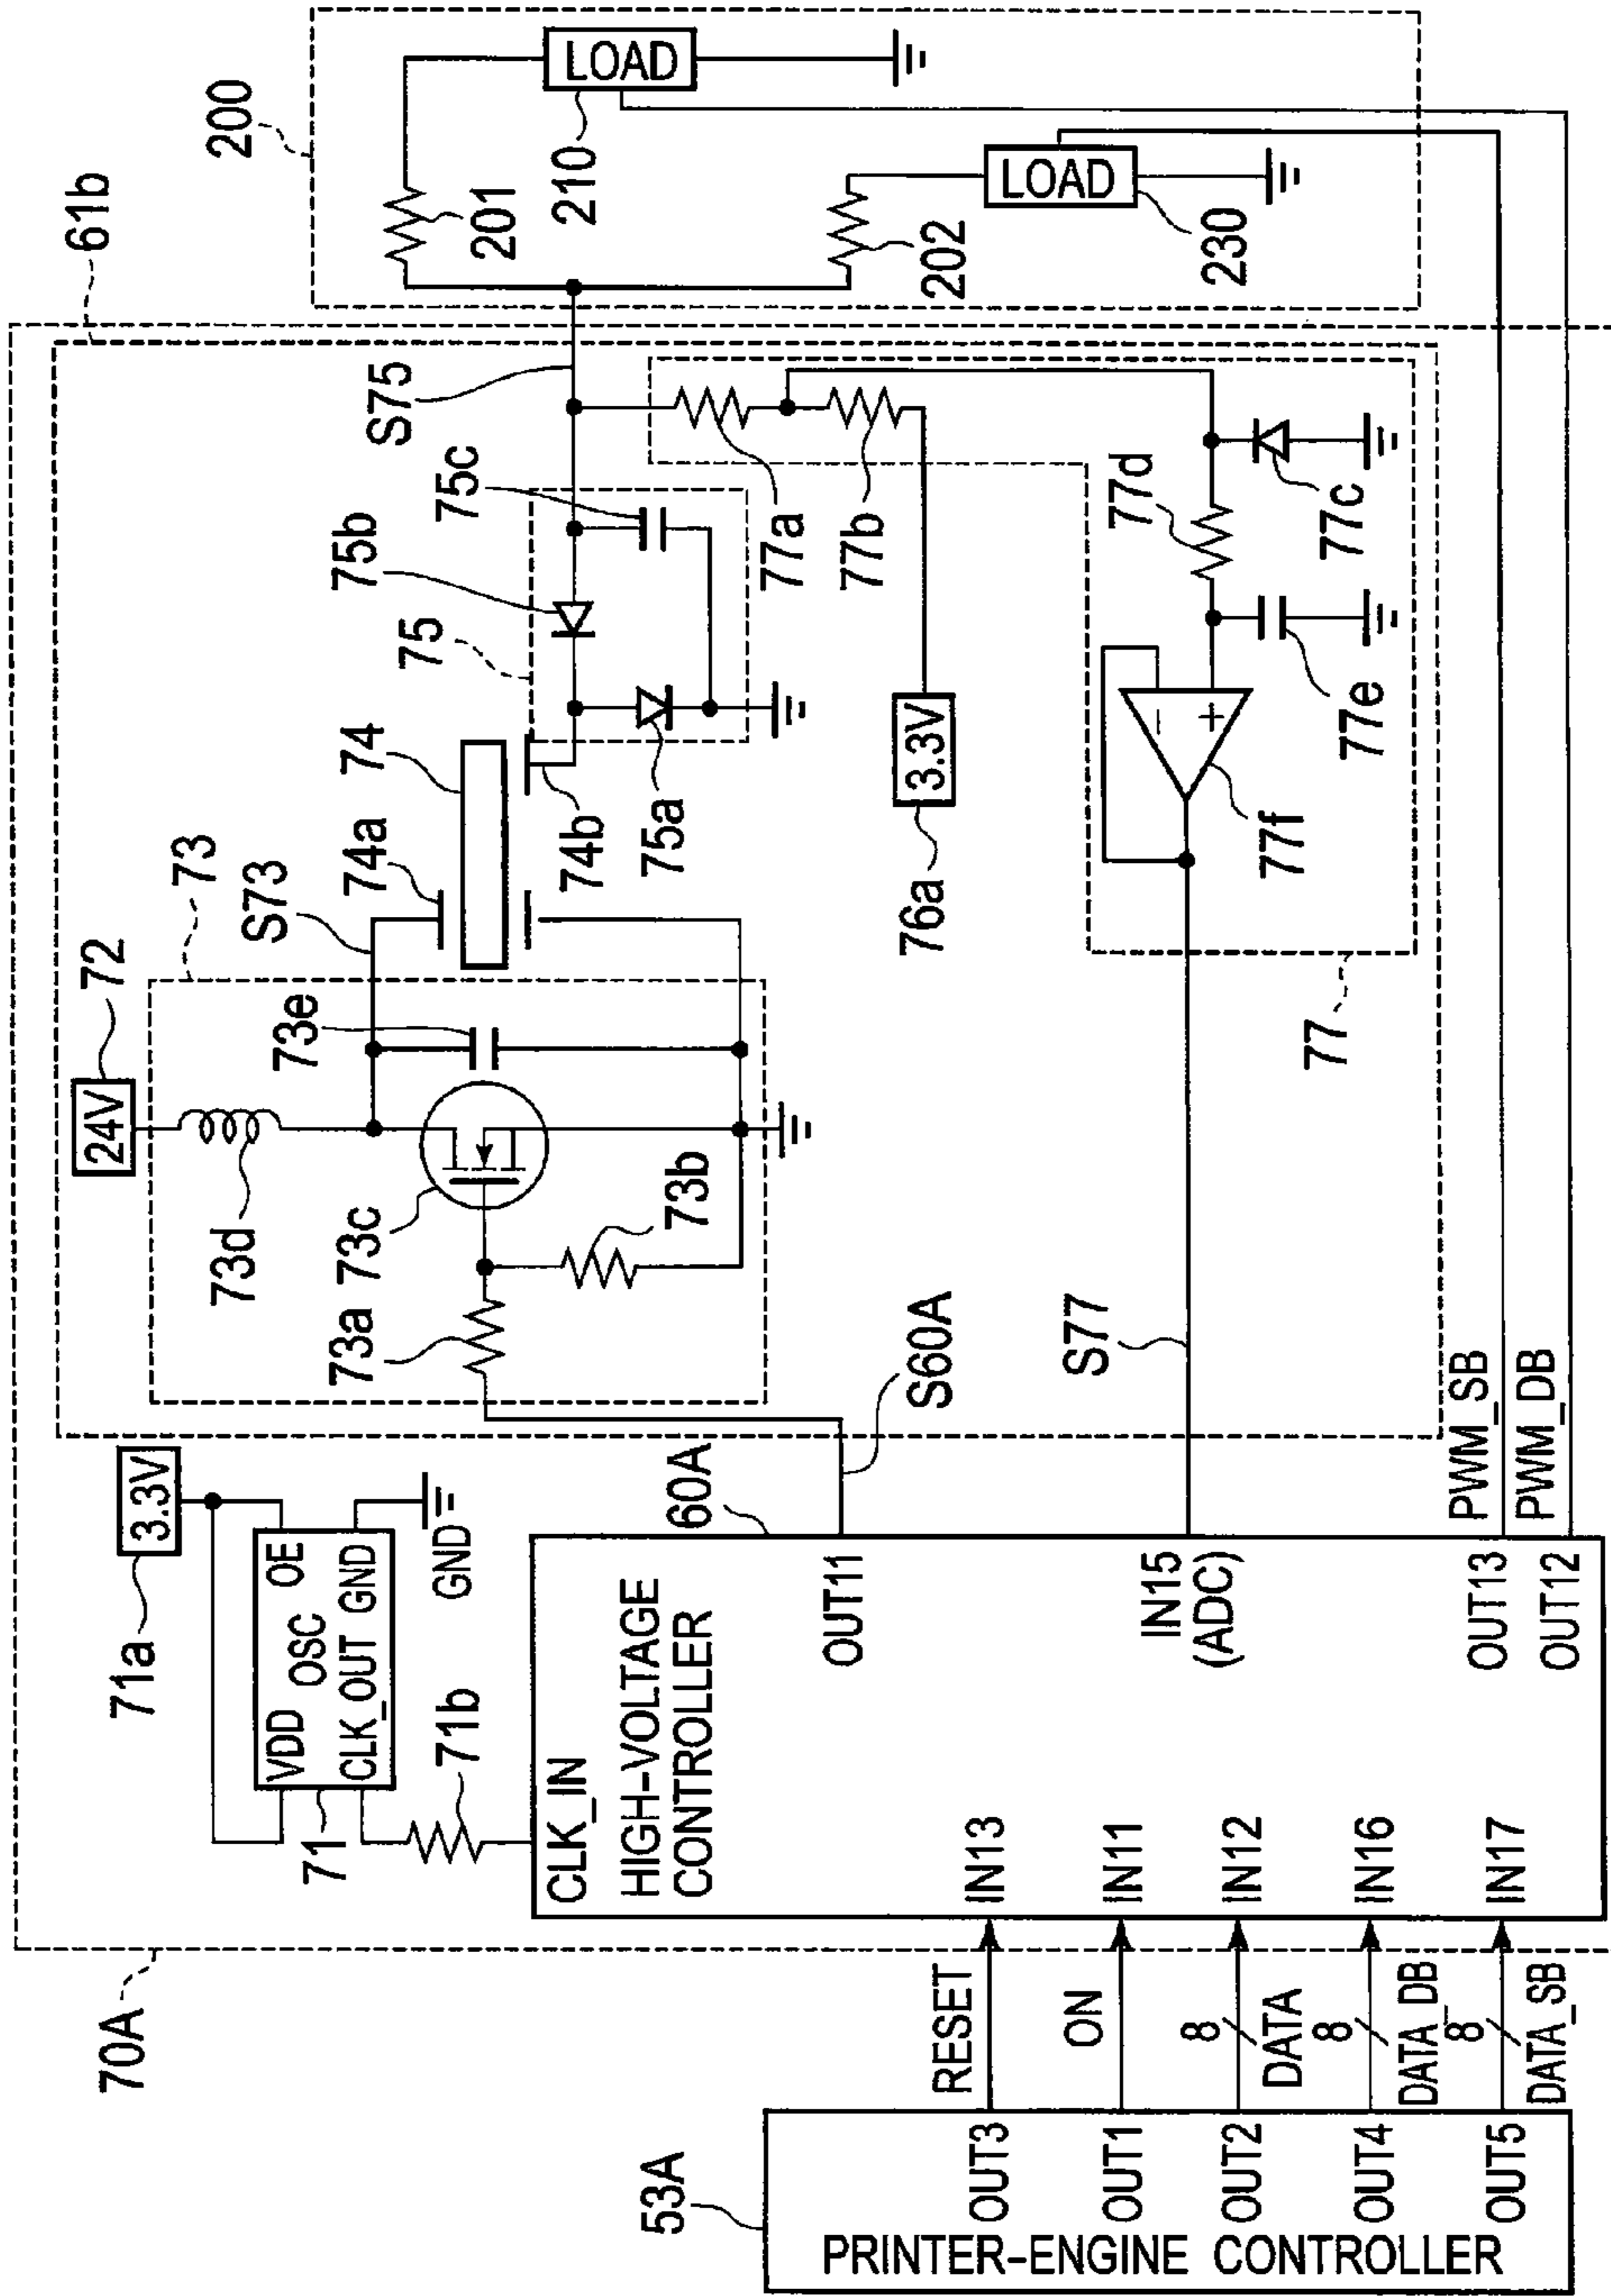 70A
61b
200
53A
PRINTER-ENGINE CONTROLLER
OUT3
OUT1
OUT2
OUT4
OUT5
RESET
ON
8
DATA
8
DATA_DB
8
DATA_SB
71a
3.3V
VDD
OE
OSC
CLK_OUT
GND
GND
71
71b
60A
CLK_IN
HIGH-VOLTAGE
CONTROLLER
IN13
IN11
IN12
IN16
IN17
OUT11
IN15
(ADC)
OUT13
OUT12
S60A
S77
PWM_SB
PWM_DB
72
24V
73
73d
73e
73c
73a
73b
S73
74a
74
74b
75
75b
75c
75a
S75
76a
3.3V
77a
77b
77d
77c
77e
77f
−
+
77
201
LOAD
210
202
LOAD
230